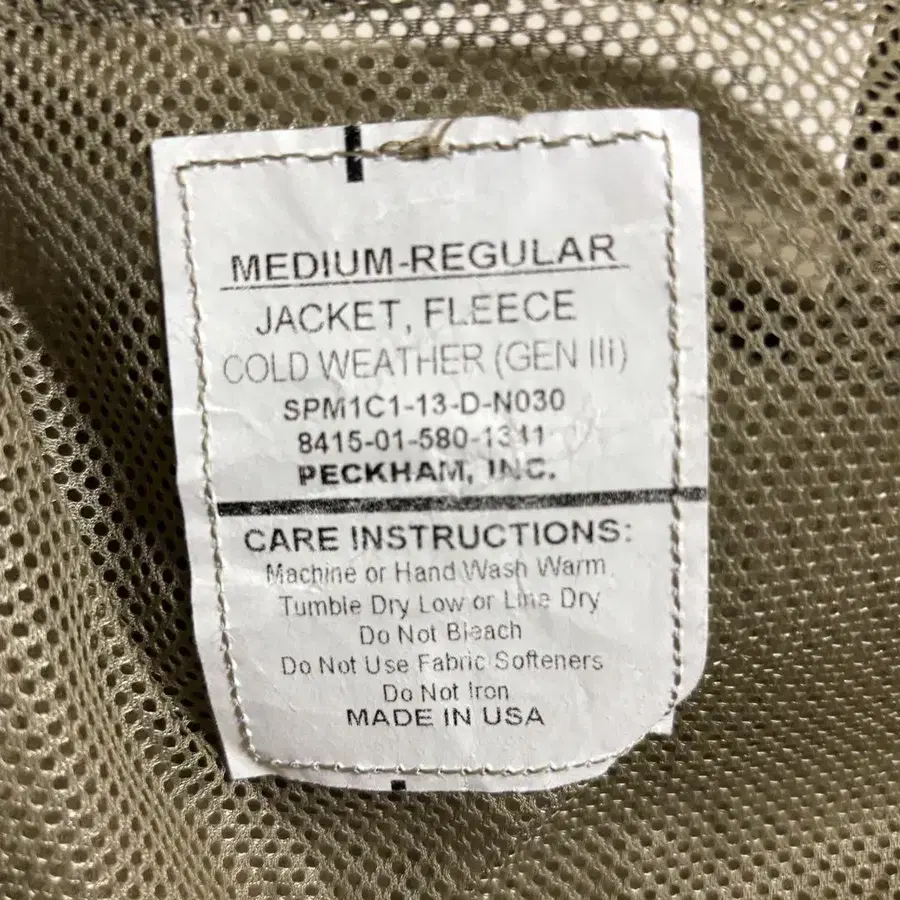 MEDIUM-REGULAR
JACKET, FLEECE
COLD WEATHER (GEN III)
SPM1C1-13-D-N030
8415-01-580-1341
PECKHAM, INC.
CARE INSTRUCTIONS:
Machine or Hand Wash Warm
Tumble Dry Low or Line Dry
Do Not Bleach
Do Not Use Fabric Softeners
Do Not Iron
MADE IN USA